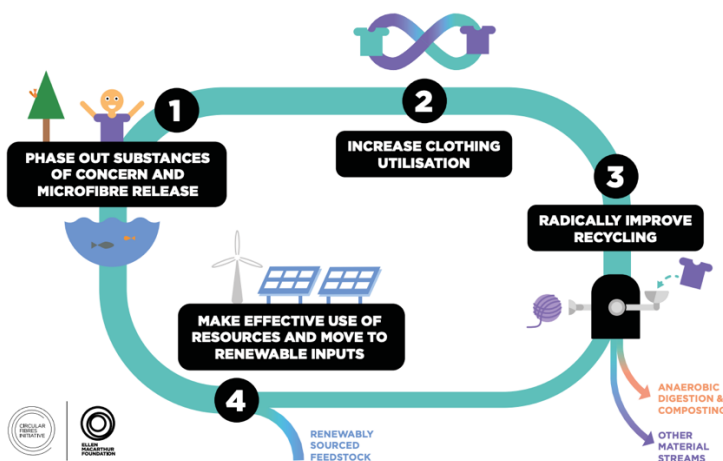 1
PHASE OUT SUBSTANCES
OF CONCERN AND
MICROFIBRE RELEASE
2
INCREASE CLOTHING
UTILISATION
3
RADICALLY IMPROVE
RECYCLING
MAKE EFFECTIVE USE OF
RESOURCES AND MOVE TO
RENEWABLE INPUTS
4
ANAEROBIC
DIGESTION &
COMPOSTING
OTHER
MATERIAL
STREAMS
RENEWABLY
SOURCED
FEEDSTOCK
CIRCULAR
FIBRES
INITIATIVE
ELLEN
MACARTHUR
FOUNDATION